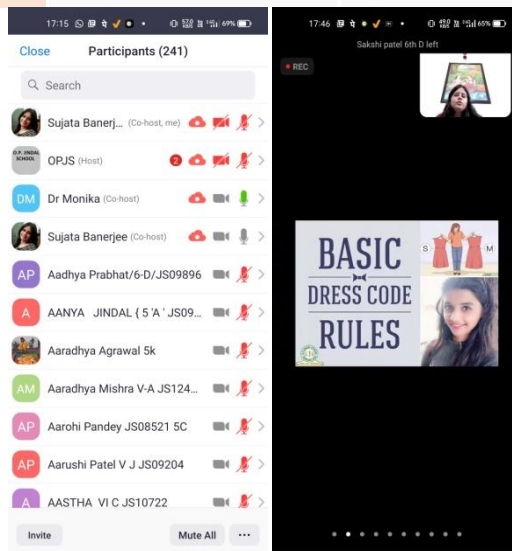 17:15
69%
Close Participants (241)
Search
Sujata Banerj... (Co-host, me)
O.P. JINDAL
SCHOOL
OPJS (Host) 2
DM Dr Monika (Co-host)
Sujata Banerjee (Co-host)
AP Aadhya Prabhat/6-D/JS09896
A AANYA JINDAL ( 5 'A ' JS09...
Aaradhya Agrawal 5k
AM Aaradhya Mishra V-A JS124...
AP Aarohi Pandey JS08521 5C
AP Aarushi Patel V J JS09204
A AASTHA VI C JS10722
Invite Mute All ...
17:46
65%
Sakshi patel 6th D left
REC
BASIC
DRESS CODE
RULES
S M